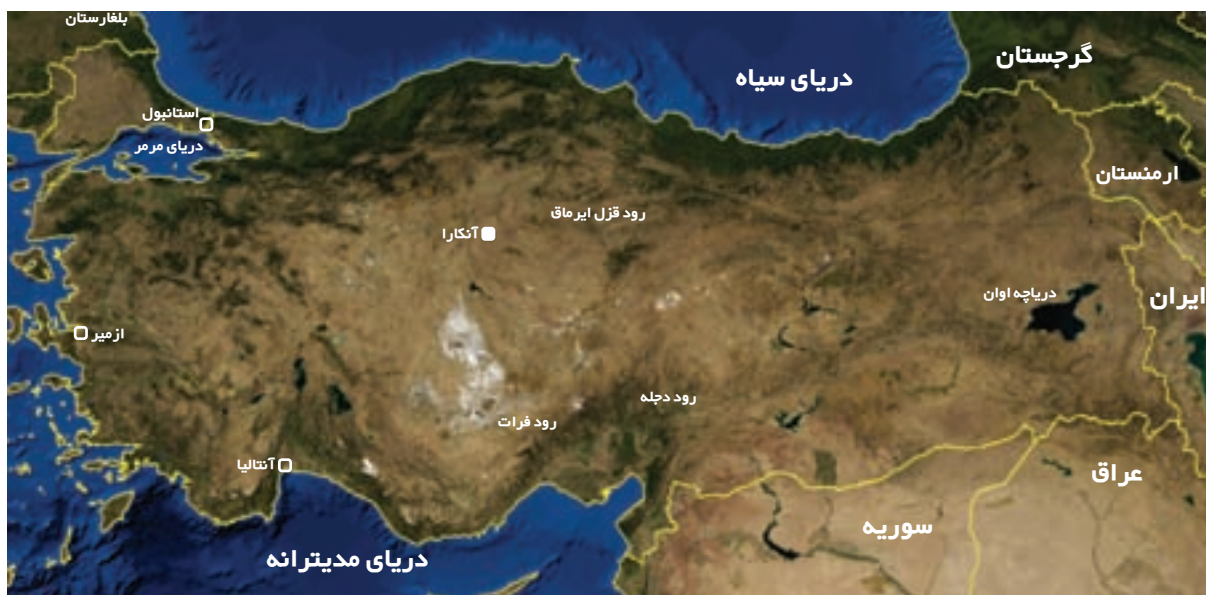 بلغارستان
گرجستان
دریای سیاه
استانبول
دریای مرمر
ارمنستان
رود قزل ایرماق
آنکارا
دریاچه اوان
ایران
ازمیر
رود دجله
رود فرات
آنتالیا
عراق
سوریه
دریای مدیترانه